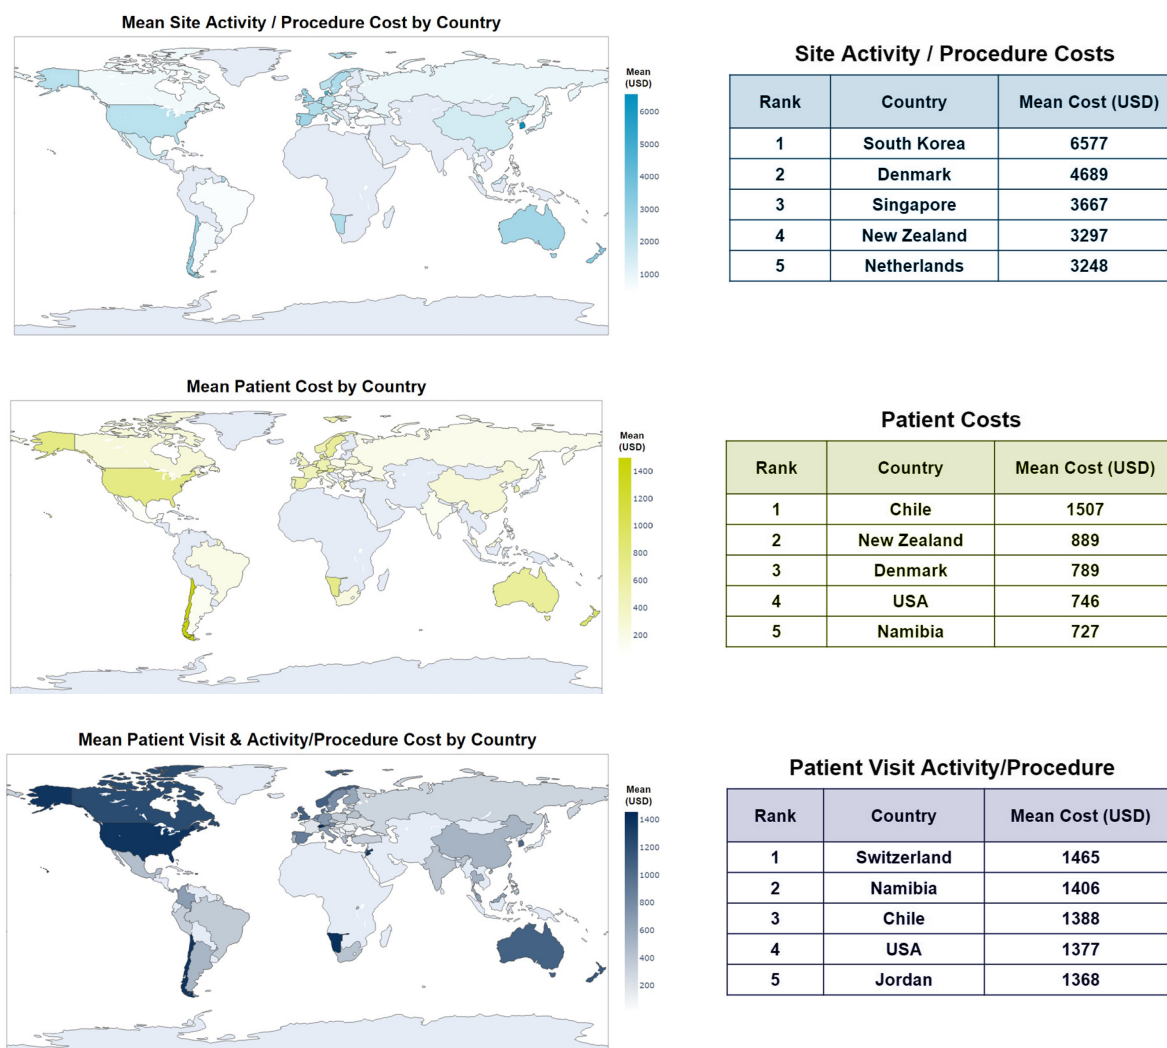 Mean Site Activity / Procedure Cost by Country
Mean
(USD)
6000
5000
4000
3000
2000
1000
Site Activity / Procedure Costs
Rank Country Mean Cost (USD)
1 South Korea 6577
2 Denmark 4689
3 Singapore 3667
4 New Zealand 3297
5 Netherlands 3248
Mean Patient Cost by Country
Mean
(USD)
1400
1200
1000
800
600
400
200
Patient Costs
Rank Country Mean Cost (USD)
1 Chile 1507
2 New Zealand 889
3 Denmark 789
4 USA 746
5 Namibia 727
Mean Patient Visit & Activity/Procedure Cost by Country
Mean
(USD)
1400
1200
1000
800
600
400
200
Patient Visit Activity/Procedure
Rank Country Mean Cost (USD)
1 Switzerland 1465
2 Namibia 1406
3 Chile 1388
4 USA 1377
5 Jordan 1368